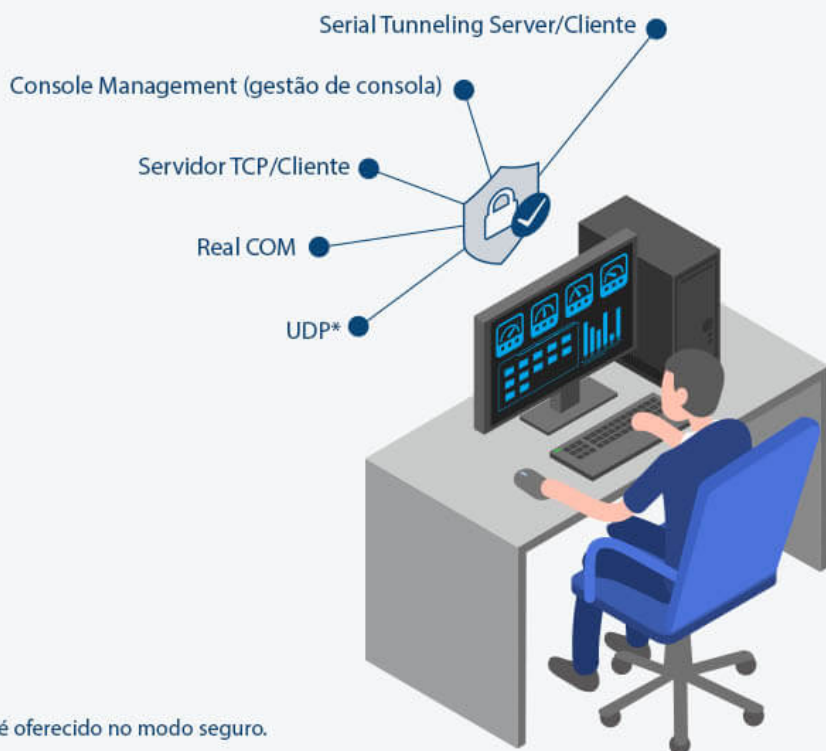 Serial Tunneling Server/Cliente
Console Management (gestão de consola)
Servidor TCP/Cliente
Real COM
UDP*
é oferecido no modo seguro.